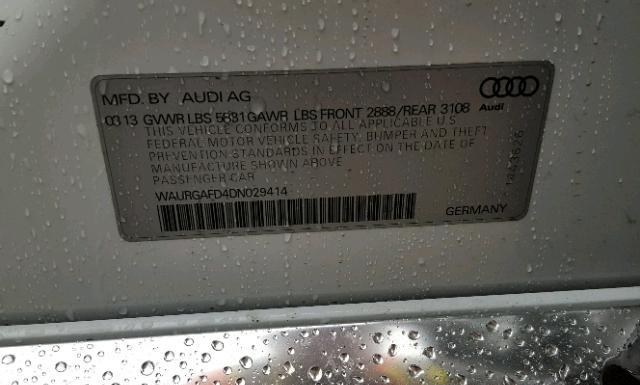 MFD. BY AUDI AG
Audi
03 13 GVWR LBS 5631 GAWR LBS FRONT 2888/REAR 3108
THIS VEHICLE CONFORMS TO ALL APPLICABLE U.S
FEDERAL MOTOR VEHICLE SAFETY, BUMPER AND THEFT
PREVENTION STANDARDS IN EFFECT ON THE DATE OF
MANUFACTURE SHOWN ABOVE
PASSENGER CAR
WAURGAFD4DN029414
GERMANY